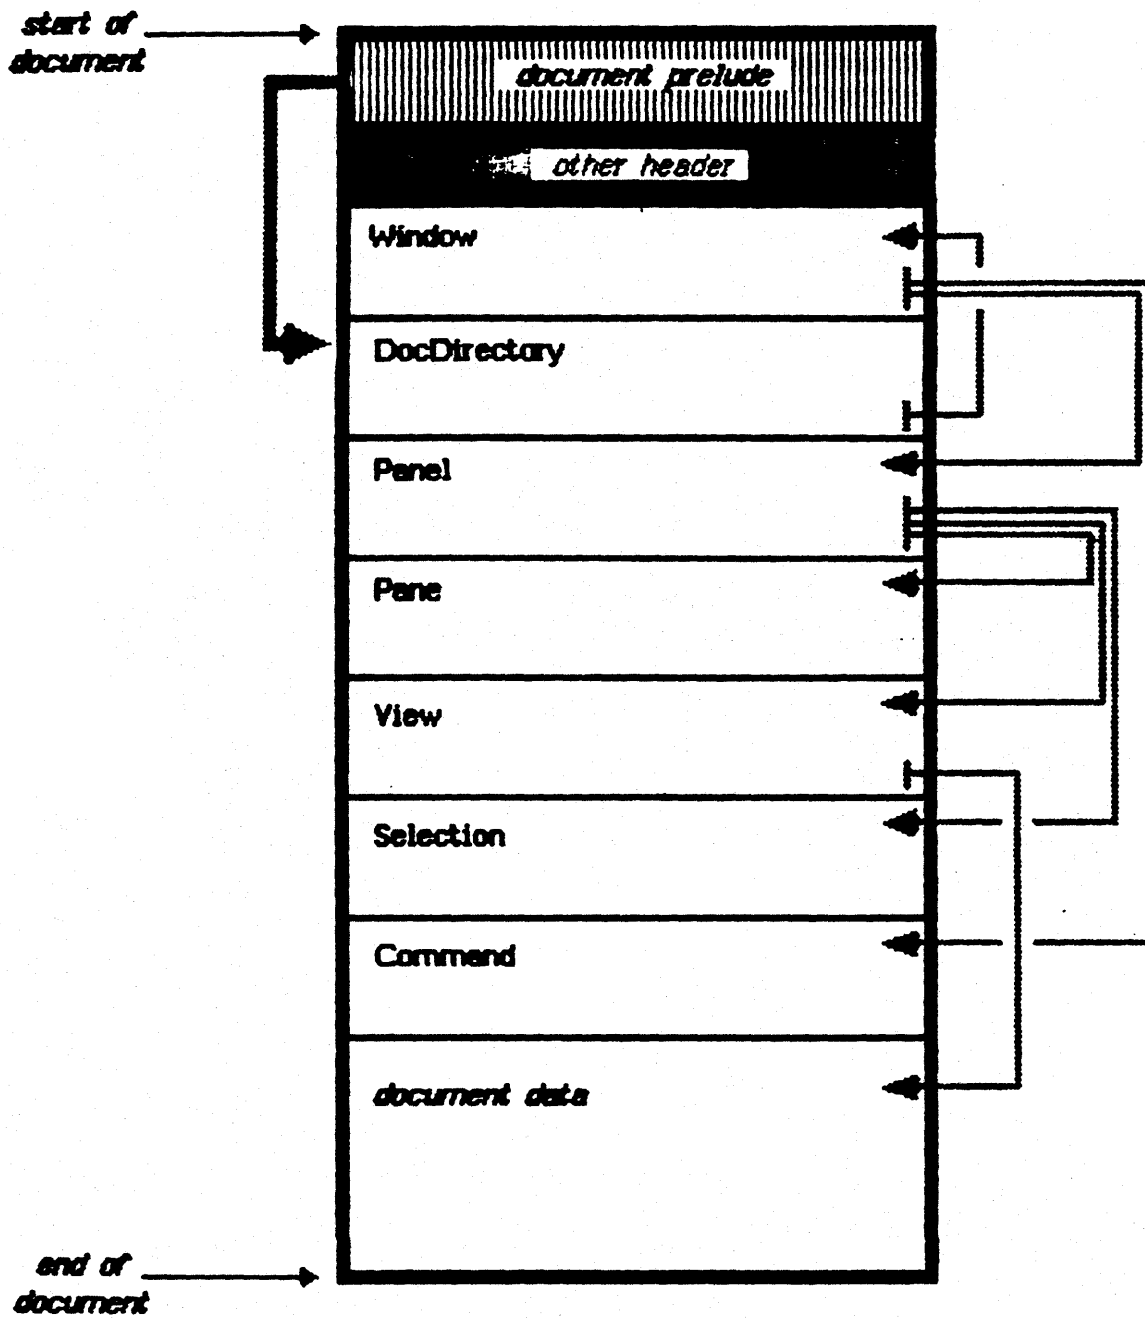 start of
document
document prelude
other header
Window
DocDirectory
Panel
Pane
View
Selection
Command
document data
end of
document